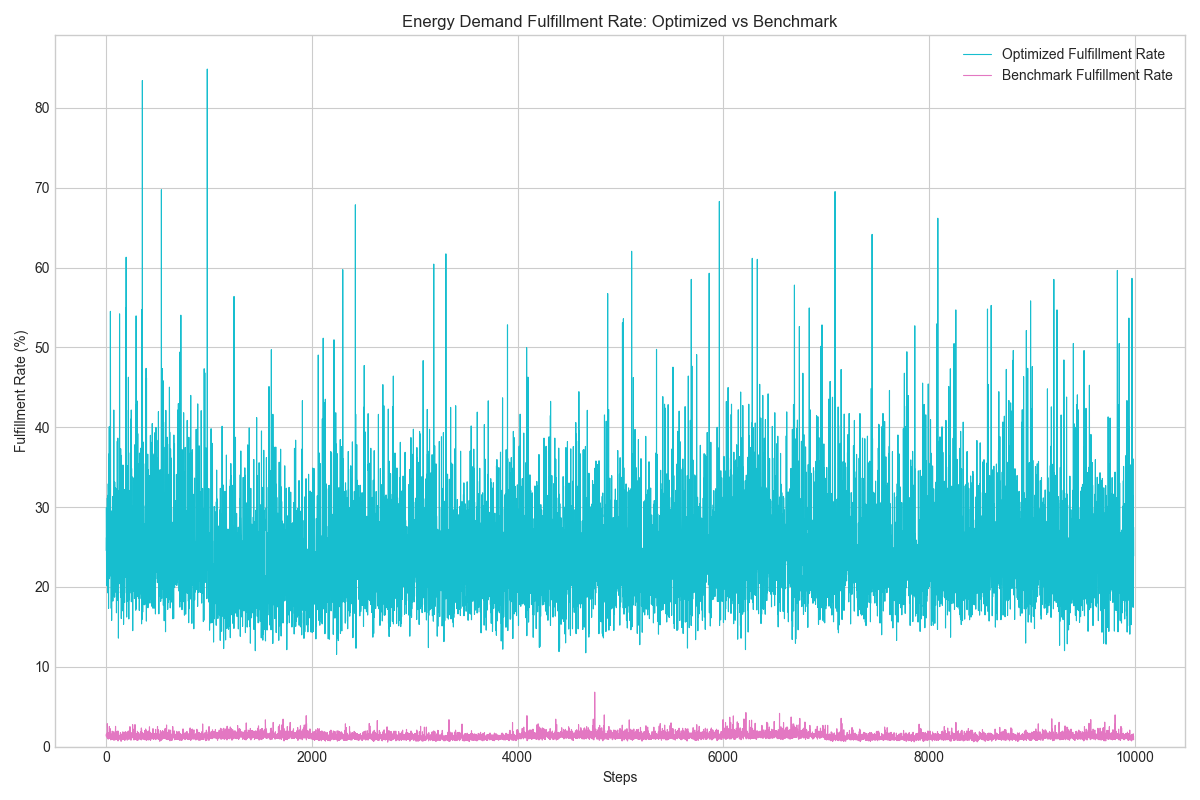 Energy Demand Fulfillment Rate: Optimized vs Benchmark
Optimized Fulfillment Rate
Benchmark Fulfillment Rate
Fulfillment Rate (%)
80
70
60
50
40
30
20
10
0
0 2000 4000 6000 8000 10000
Steps